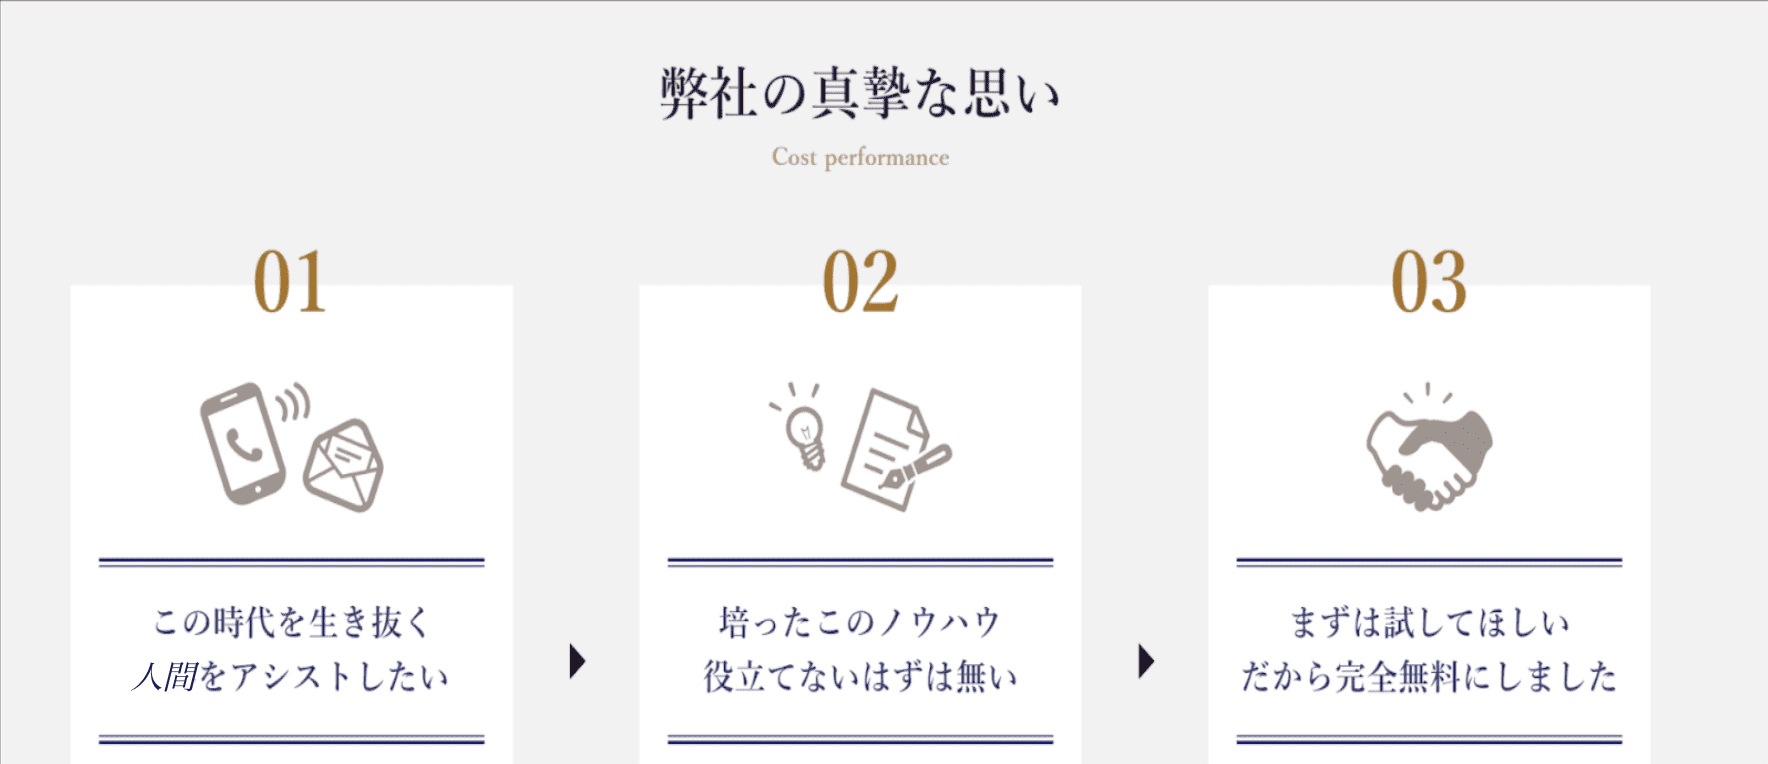 弊社の真摯な思い
Cost performance
01
この時代を生き抜く
人間をアシストしたい
02
培ったこのノウハウ
役立てないはずは無い
03
まずは試してほしい
だから完全無料にしました